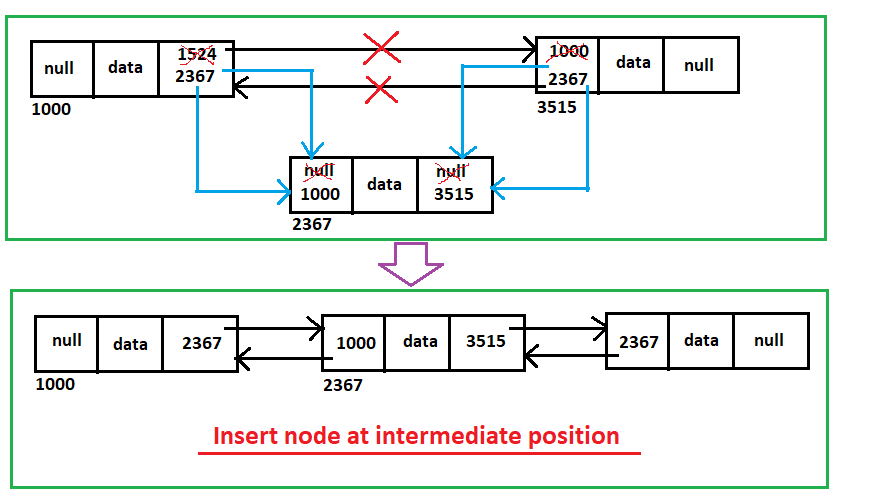 null data 1524 1000 data null
2367 2367
1000 3515
null null
1000 data 3515
2367
null data 2367 1000 data 3515 2367 data null
1000 2367
Insert node at intermediate position